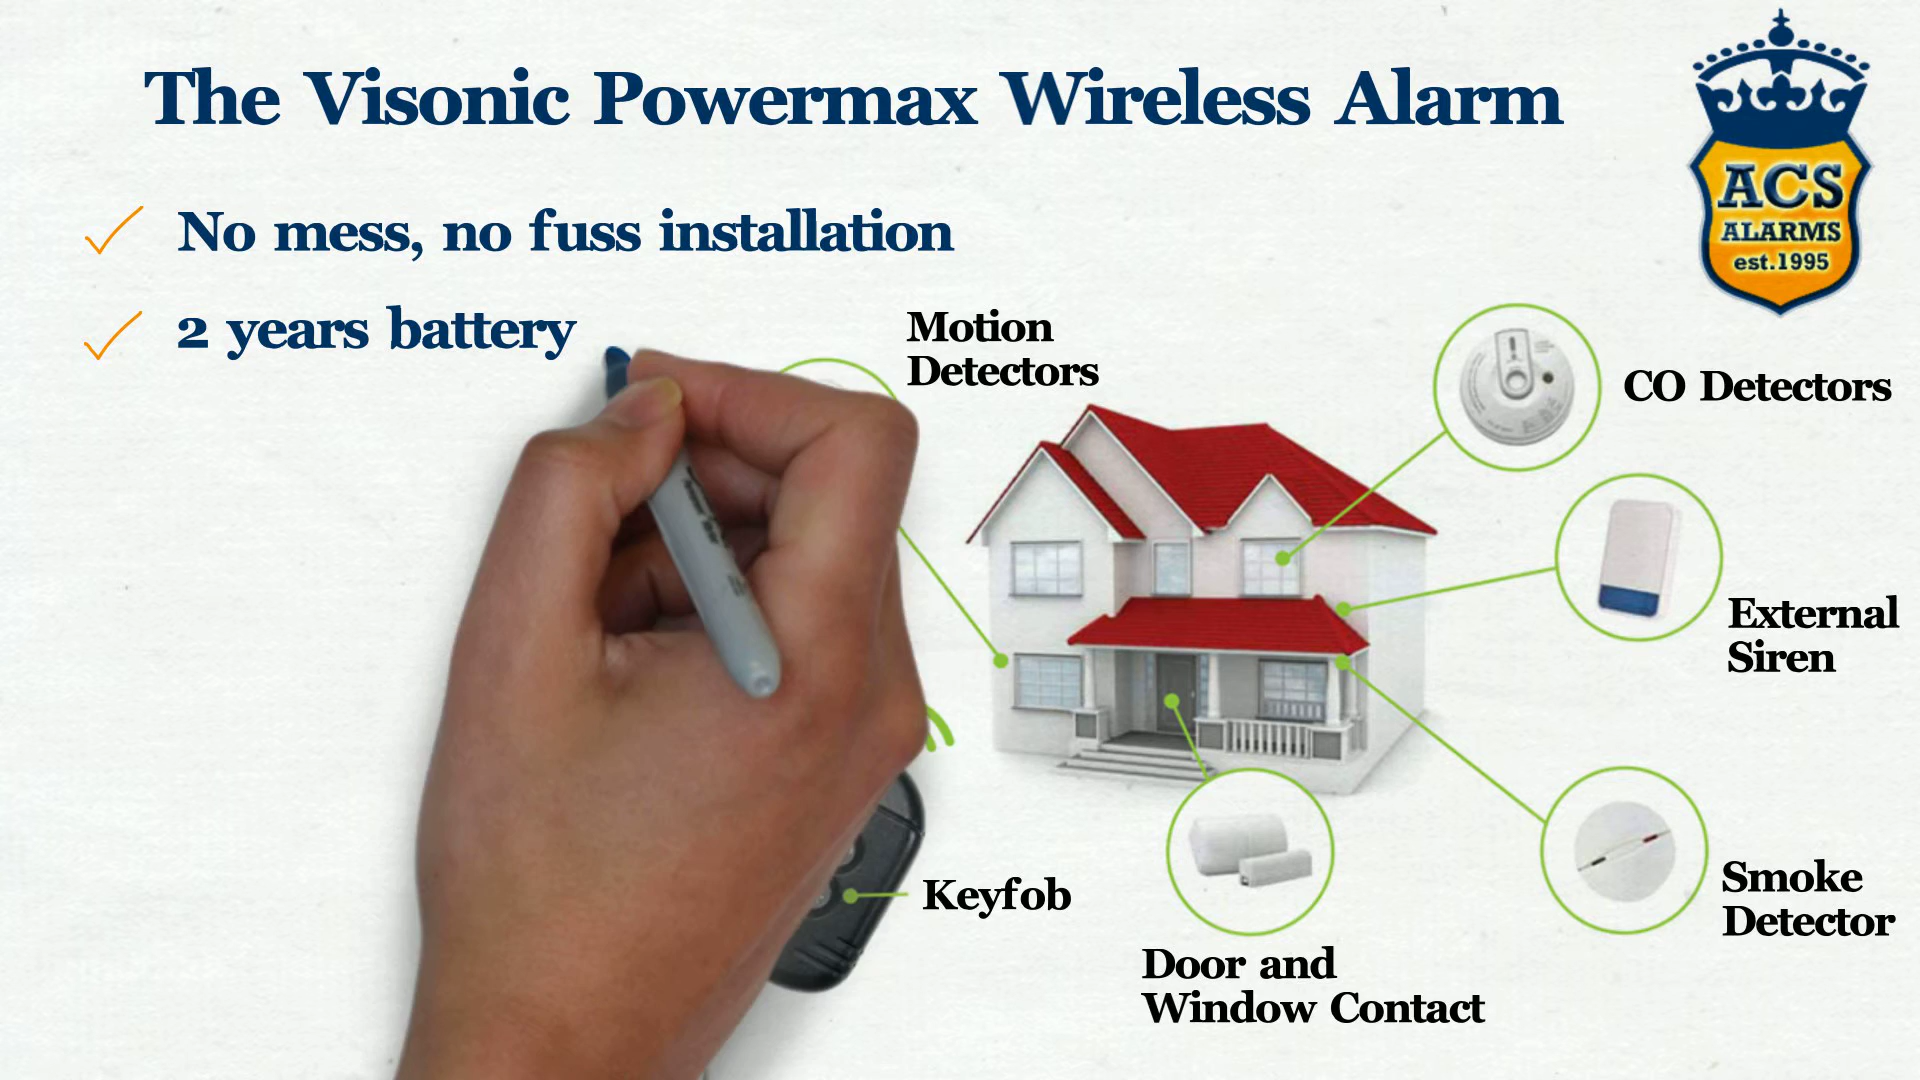 The Visonic Powermax Wireless Alarm
ACS
ALARMS
est.1995
No mess, no fuss installation
2 years battery
Motion
Detectors
CO Detectors
External
Siren
Keyfob
Smoke
Detector
Door and
Window Contact